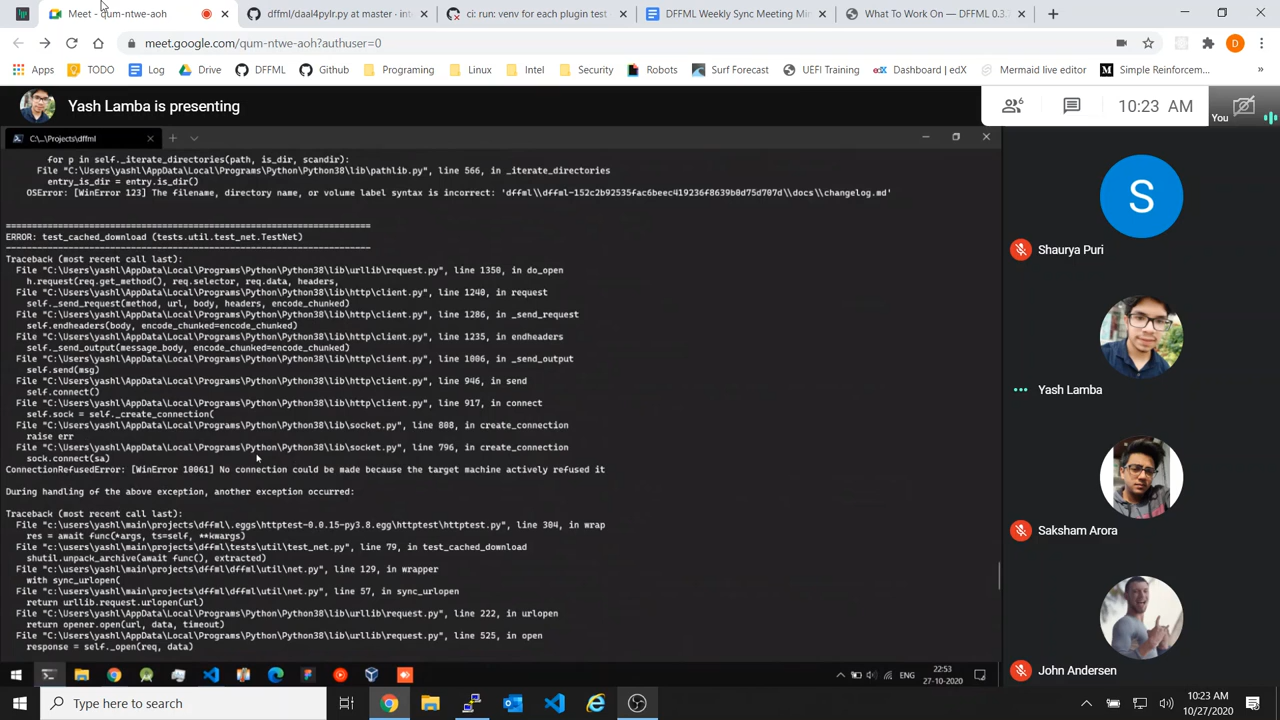 Meet - qum-ntwe-aoh
dffml/daal4pylr.py at master · inte
ci: run: venv for each plugin test ·
DFFML Weekly Sync Meeting Min
What To Work On — DFFML 0.3.
meet.google.com/qum-ntwe-aoh?authuser=0
Apps
TODO
Log
Drive
DFFML
Github
Programing
Linux
Intel
Security
Robots
Surf Forecast
UEFI Training
Dashboard | edX
Mermaid live editor
Simple Reinforcem...
Yash Lamba is presenting
6
10:23 AM
You
C:\...\Projects\dffml
for p in self._iterate_directories(path, is_dir, scandir):
File "C:\Users\yashl\AppData\Local\Programs\Python\Python38\lib\pathlib.py", line 566, in _iterate_directories
entry_is_dir = entry.is_dir()
OSError: [WinError 123] The filename, directory name, or volume label syntax is incorrect: 'dffml\\dffml-152c2b92535fac6beec419236f8639b0d75d707d\\docs\\changelog.md'
======================================================================
ERROR: test_cached_download (tests.util.test_net.TestNet)
----------------------------------------------------------------------
Traceback (most recent call last):
File "C:\Users\yashl\AppData\Local\Programs\Python\Python38\lib\urllib\request.py", line 1350, in do_open
h.request(req.get_method(), req.selector, req.data, headers,
File "C:\Users\yashl\AppData\Local\Programs\Python\Python38\lib\http\client.py", line 1240, in request
self._send_request(method, url, body, headers, encode_chunked)
File "C:\Users\yashl\AppData\Local\Programs\Python\Python38\lib\http\client.py", line 1286, in _send_request
self.endheaders(body, encode_chunked=encode_chunked)
File "C:\Users\yashl\AppData\Local\Programs\Python\Python38\lib\http\client.py", line 1235, in endheaders
self._send_output(message_body, encode_chunked=encode_chunked)
File "C:\Users\yashl\AppData\Local\Programs\Python\Python38\lib\http\client.py", line 1006, in _send_output
self.send(msg)
File "C:\Users\yashl\AppData\Local\Programs\Python\Python38\lib\http\client.py", line 946, in send
self.connect()
File "C:\Users\yashl\AppData\Local\Programs\Python\Python38\lib\http\client.py", line 917, in connect
self.sock = self._create_connection(
File "C:\Users\yashl\AppData\Local\Programs\Python\Python38\lib\socket.py", line 808, in create_connection
raise err
File "C:\Users\yashl\AppData\Local\Programs\Python\Python38\lib\socket.py", line 796, in create_connection
sock.connect(sa)
ConnectionRefusedError: [WinError 10061] No connection could be made because the target machine actively refused it
During handling of the above exception, another exception occurred:
Traceback (most recent call last):
File "c:\users\yashl\main\projects\dffml\.eggs\httptest-0.0.15-py3.8.egg\httptest\httptest.py", line 304, in wrap
res = await func(*args, ts=self, **kwargs)
File "c:\users\yashl\main\projects\dffml\tests\util\test_net.py", line 79, in test_cached_download
shutil.unpack_archive(await func(), extracted)
File "c:\users\yashl\main\projects\dffml\dffml\util\net.py", line 129, in wrapper
with sync_urlopen(
File "c:\users\yashl\main\projects\dffml\dffml\util\net.py", line 57, in sync_urlopen
return urllib.request.urlopen(url)
File "C:\Users\yashl\AppData\Local\Programs\Python\Python38\lib\urllib\request.py", line 222, in urlopen
return opener.open(url, data, timeout)
File "C:\Users\yashl\AppData\Local\Programs\Python\Python38\lib\urllib\request.py", line 525, in open
response = self._open(req, data)
S
Shaurya Puri
Yash Lamba
Saksham Arora
John Andersen
ENG
22:53
27-10-2020
Type here to search
10:23 AM
10/27/2020